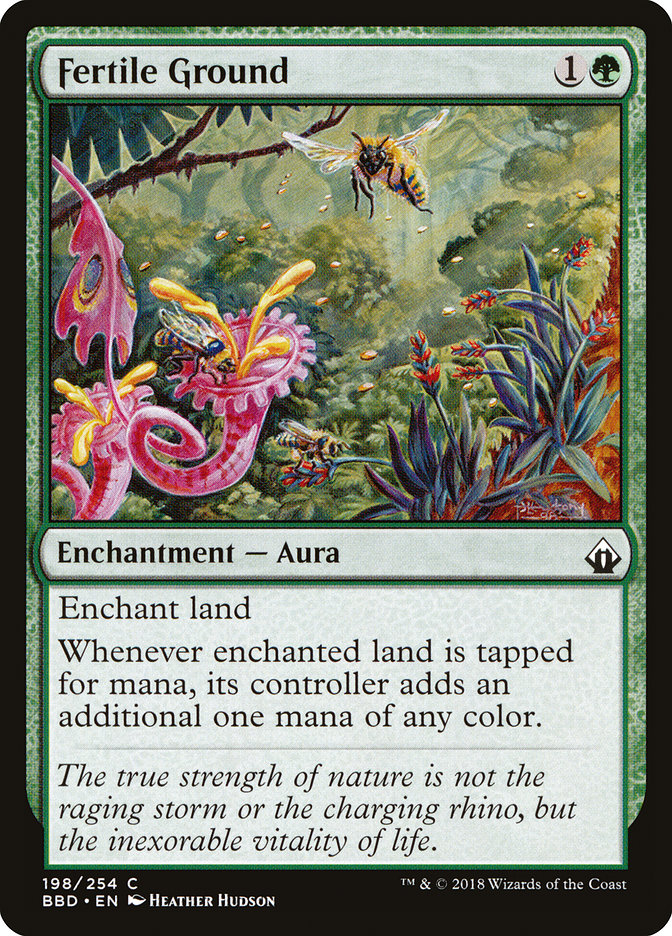 Fertile Ground 1
Enchantment — Aura
Enchant land
Whenever enchanted land is tapped
for mana, its controller adds an
additional one mana of any color.
The true strength of nature is not the
raging storm or the charging rhino, but
the inexorable vitality of life.
198/254 C
BBD • EN Heather Hudson
™ & © 2018 Wizards of the Coast